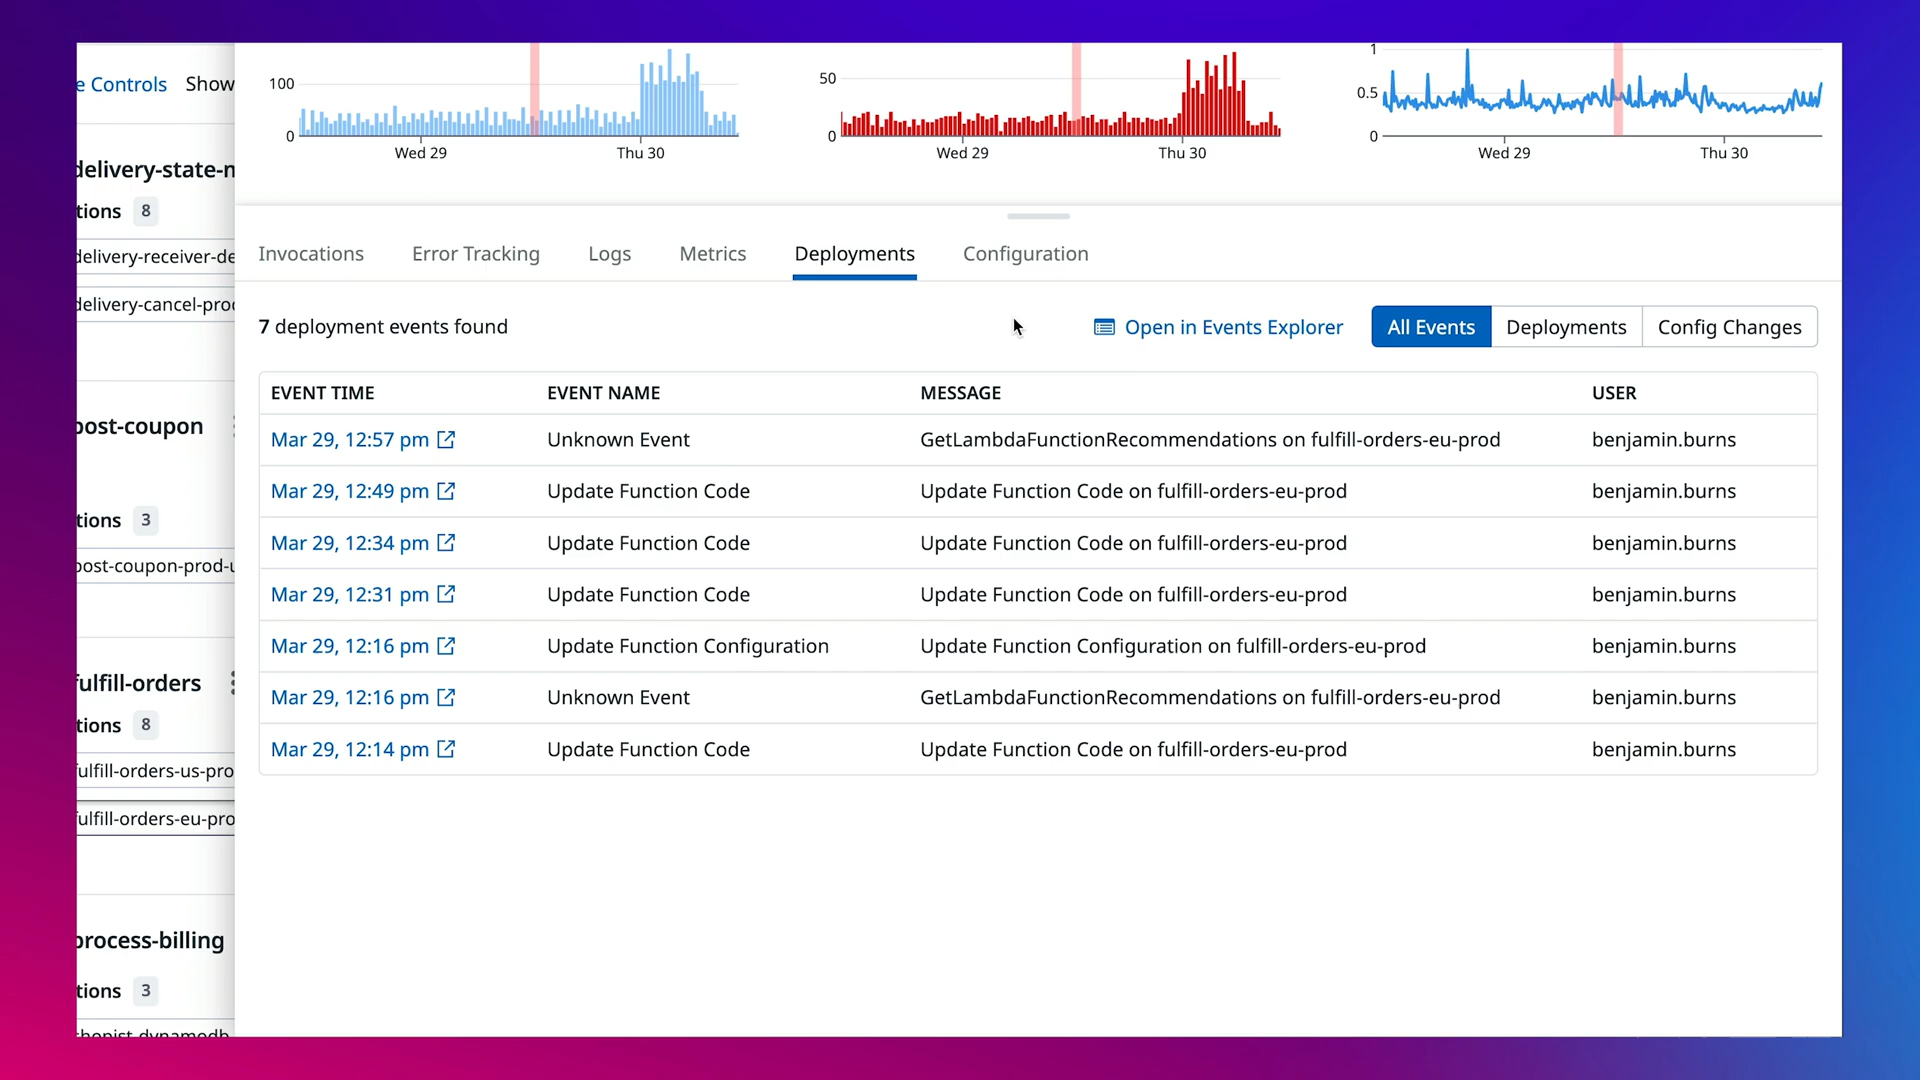 e Controls Show
delivery-state-n
tions 8
delivery-receiver-de
delivery-cancel-pro
post-coupon
tions 3
post-coupon-prod-u
fulfill-orders
tions 8
fulfill-orders-us-pro
fulfill-orders-eu-pro
process-billing
tions 3
100
0
Wed 29 Thu 30
50
0
Wed 29 Thu 30
1
0.5
0
Wed 29 Thu 30
Invocations Error Tracking Logs Metrics Deployments Configuration
7 deployment events found Open in Events Explorer All Events Deployments Config Changes
EVENT TIME EVENT NAME MESSAGE USER
Mar 29, 12:57 pm Unknown Event GetLambdaFunctionRecommendations on fulfill-orders-eu-prod benjamin.burns
Mar 29, 12:49 pm Update Function Code Update Function Code on fulfill-orders-eu-prod benjamin.burns
Mar 29, 12:34 pm Update Function Code Update Function Code on fulfill-orders-eu-prod benjamin.burns
Mar 29, 12:31 pm Update Function Code Update Function Code on fulfill-orders-eu-prod benjamin.burns
Mar 29, 12:16 pm Update Function Configuration Update Function Configuration on fulfill-orders-eu-prod benjamin.burns
Mar 29, 12:16 pm Unknown Event GetLambdaFunctionRecommendations on fulfill-orders-eu-prod benjamin.burns
Mar 29, 12:14 pm Update Function Code Update Function Code on fulfill-orders-eu-prod benjamin.burns